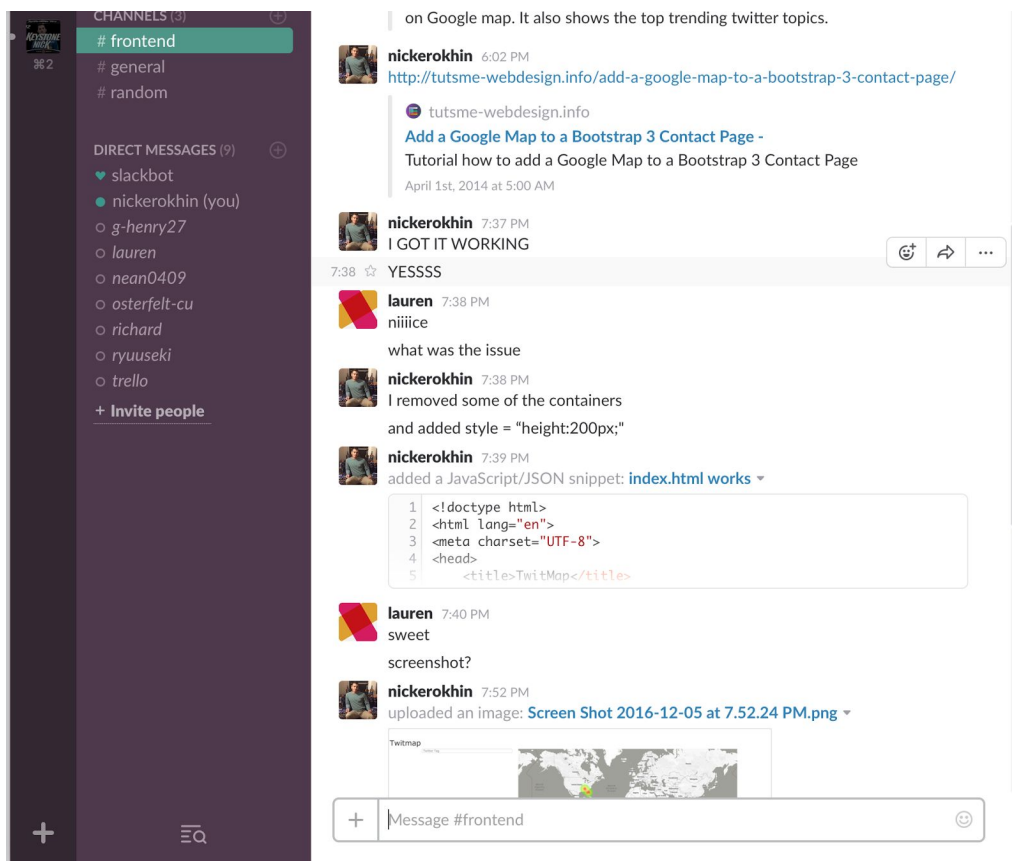 KEYSTONE
NICK
⌘2
CHANNELS (3)
# frontend
# general
# random
DIRECT MESSAGES (9)
slackbot
nickerokhin (you)
g-henry27
lauren
nean0409
osterfelt-cu
richard
ryuuseki
trello
+ Invite people
on Google map. It also shows the top trending twitter topics.
nickerokhin 6:02 PM
http://tutsme-webdesign.info/add-a-google-map-to-a-bootstrap-3-contact-page/
tutsme-webdesign.info
Add a Google Map to a Bootstrap 3 Contact Page -
Tutorial how to add a Google Map to a Bootstrap 3 Contact Page
April 1st, 2014 at 5:00 AM
nickerokhin 7:37 PM
I GOT IT WORKING
7:38 YESSSS
lauren 7:38 PM
niiiice
what was the issue
nickerokhin 7:38 PM
I removed some of the containers
and added style = “height:200px;"
nickerokhin 7:39 PM
added a JavaScript/JSON snippet: index.html works
1 <!doctype html>
2 <html lang="en">
3 <meta charset="UTF-8">
4 <head>
5 <title>TwitMap</title>
lauren 7:40 PM
sweet
screenshot?
nickerokhin 7:52 PM
uploaded an image: Screen Shot 2016-12-05 at 7.52.24 PM.png
Twitmap
Message #frontend